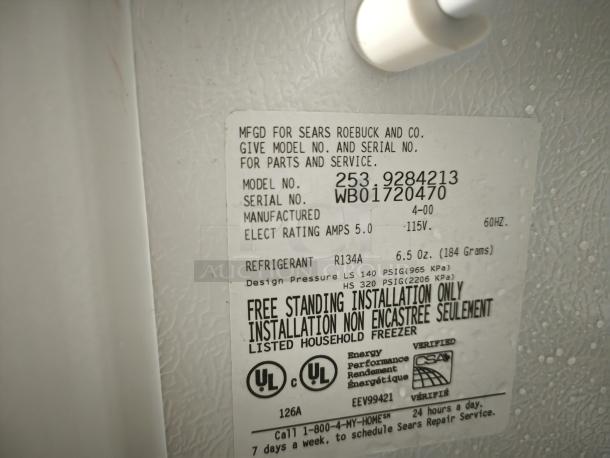 MFGD FOR SEARS ROEBUCK AND CO.
GIVE MODEL NO. AND SERIAL NO.
FOR PARTS AND SERVICE.
MODEL NO. 253.9284213
SERIAL NO. WB01720470
MANUFACTURED 4-00
ELECT RATING AMPS 5.0 115V. 60HZ.
REFRIGERANT R134A 6.5 Oz. (184 Grams)
Design Pressure LS 140 PSIG(965 KPa)
HS 320 PSIG(2206 KPa)
FREE STANDING INSTALLATION ONLY
INSTALLATION NON ENCASTREE SEULEMENT
LISTED HOUSEHOLD FREEZER
UL C UL
Energy
Performance
Rendement
Énergétique
VERIFIED
CSA
VÉRIFIÉ
126A EEV99421
Call 1-800-4-MY-HOME℠ 24 hours a day.
7 days a week, to schedule Sears Repair Service.